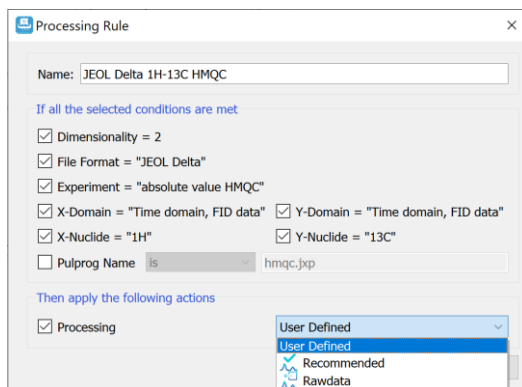 Processing Rule
Name: JEOL Delta 1H-13C HMQC
If all the selected conditions are met
Dimensionality = 2
File Format = "JEOL Delta"
Experiment = "absolute value HMQC"
X-Domain = "Time domain, FID data" Y-Domain = "Time domain, FID data"
X-Nuclide = "1H" Y-Nuclide = "13C"
Pulprog Name is hmqc.jxp
Then apply the following actions
Processing User Defined
User Defined
Recommended
Rawdata